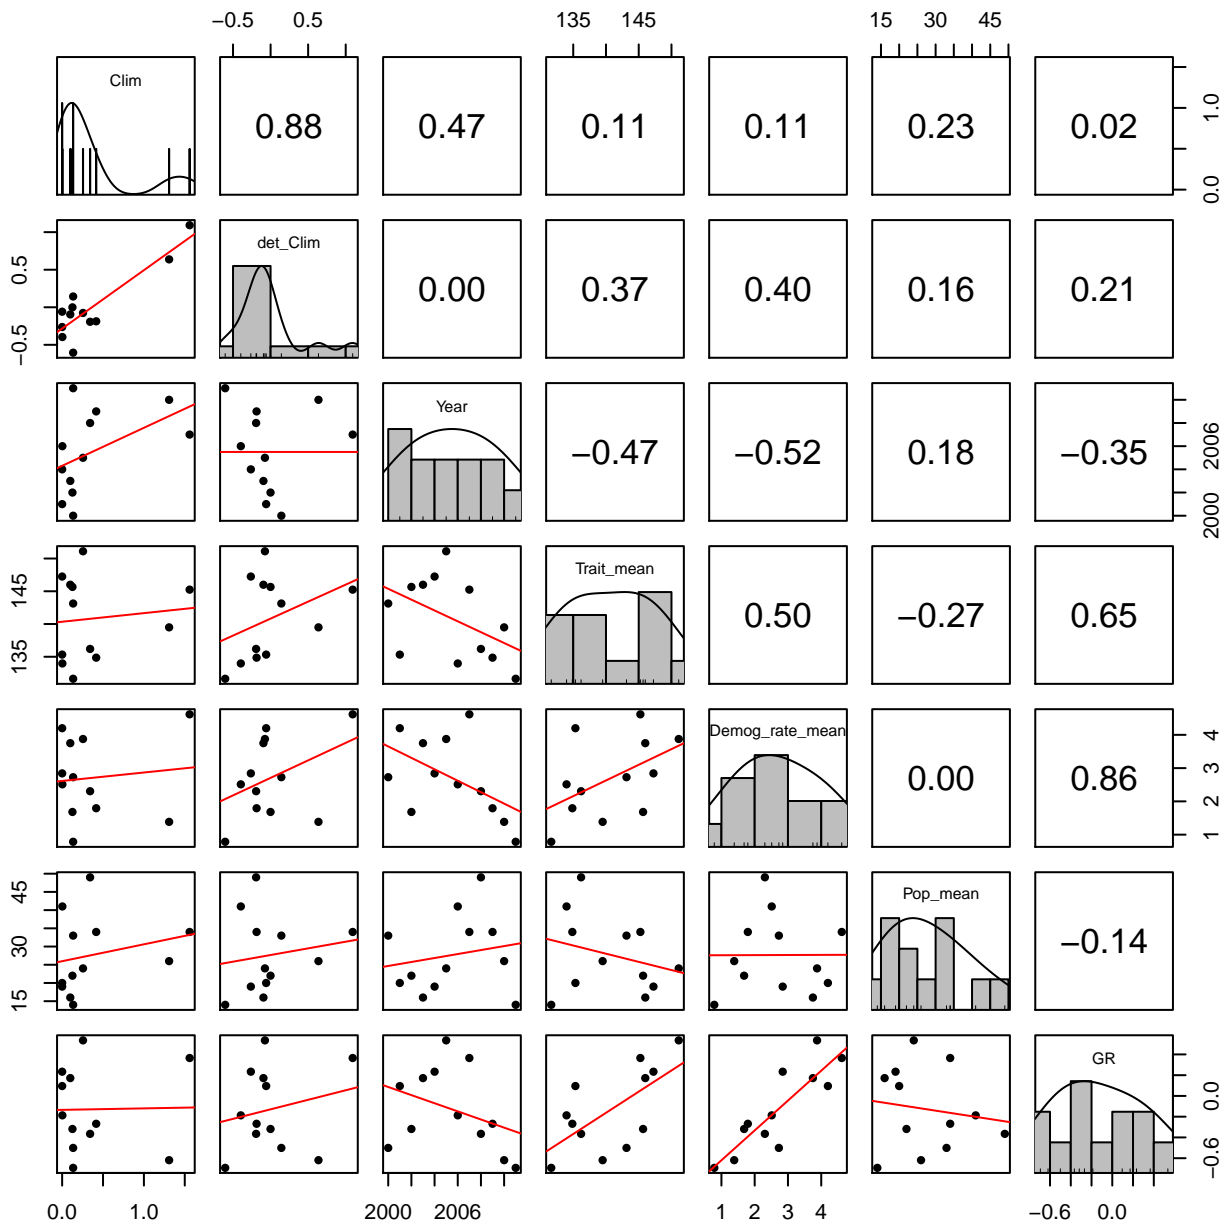 −0.5 0.5 135 145 15 30 45
Clim 0.88 0.47 0.11 0.11 0.23 0.02 0.0 1.0
−0.5 0.5 det_Clim 0.00 0.37 0.40 0.16 0.21
Year −0.47 −0.52 0.18 −0.35 2000 2006
135 145 Trait_mean 0.50 −0.27 0.65
Demog_rate_mean 0.00 0.86 1 2 3 4
15 30 45 Pop_mean −0.14
GR −0.6 0.0
0.0 1.0 2000 2006 1 2 3 4 −0.6 0.0